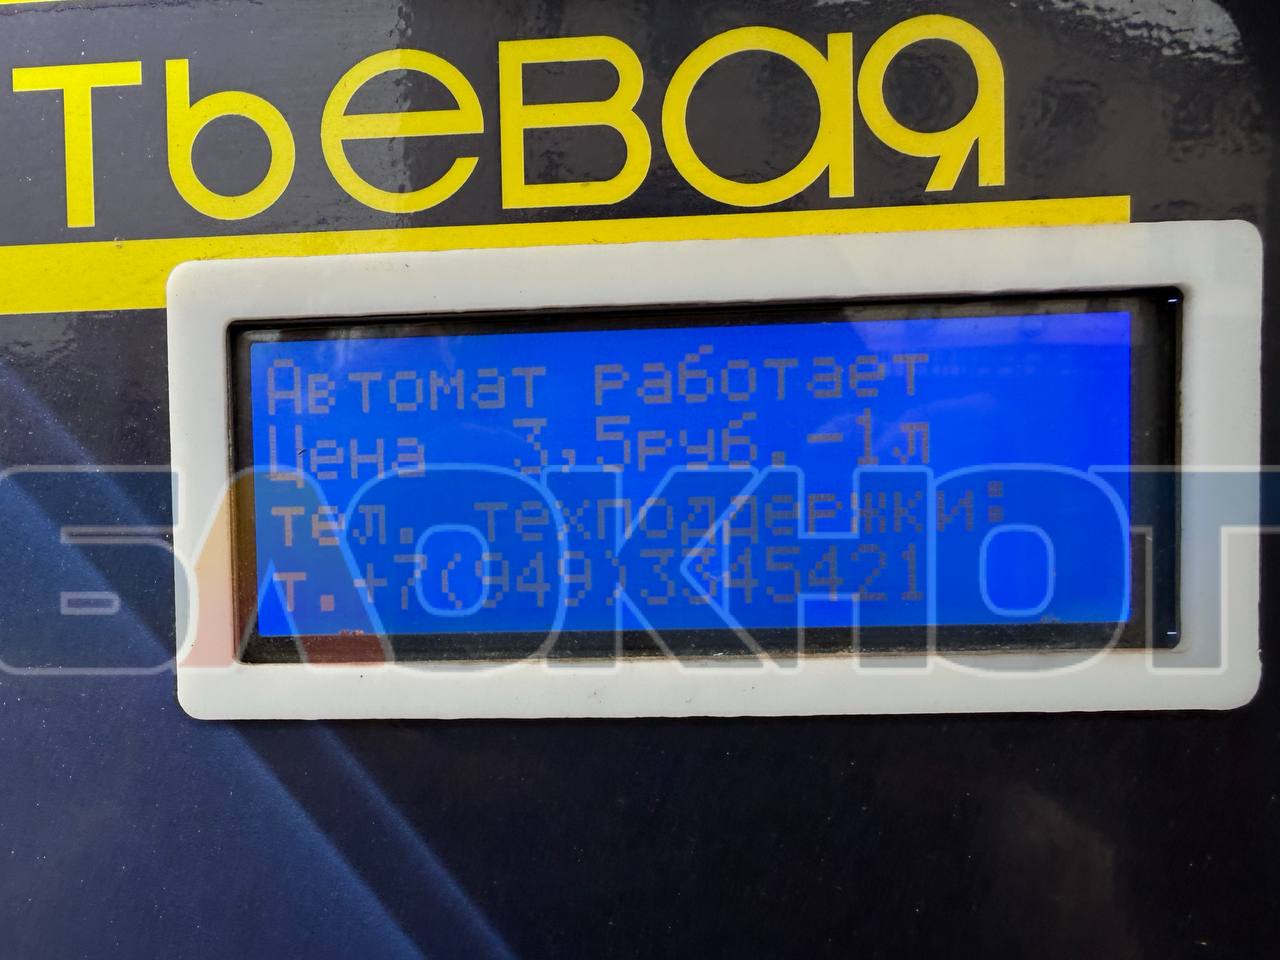 тьевая
Автомат работает
Цена 3,5руб. -1л
тел. техподдержки:
т.+7(949)3345421
БЛОКНОТ